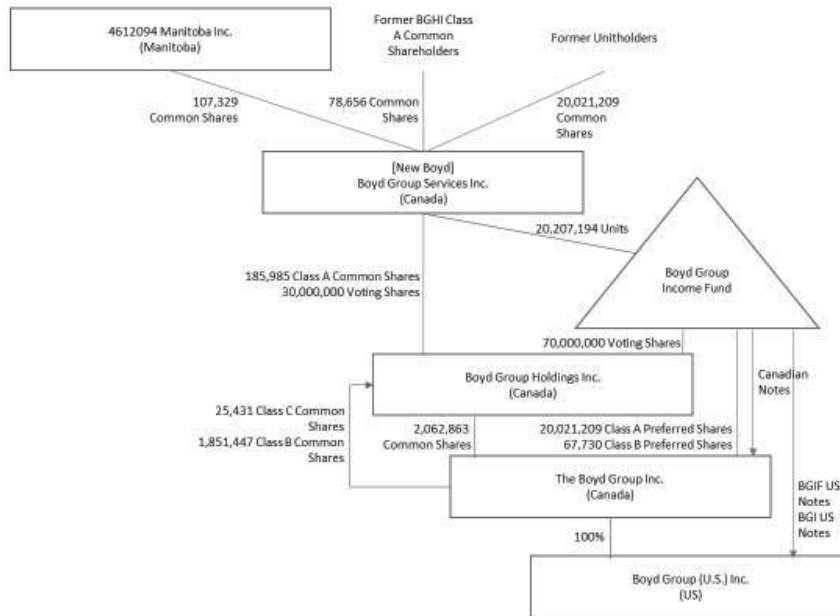 4612094 Manitoba Inc.
(Manitoba)
Former BGHI Class
A Common
Shareholders
Former Unitholders
107,329
Common Shares
78,656 Common
Shares
20,021,209
Common
Shares
[New Boyd]
Boyd Group Services Inc.
(Canada)
20,207,194 Units
Boyd Group
Income Fund
185,985 Class A Common Shares
30,000,000 Voting Shares
70,000,000 Voting Shares
Boyd Group Holdings Inc.
(Canada)
Canadian
Notes
25,431 Class C Common
Shares
1,851,447 Class B Common
Shares
2,062,863
Common Shares
20,021,209 Class A Preferred Shares
67,730 Class B Preferred Shares
The Boyd Group Inc.
(Canada)
BGIF US
Notes
BGI US
Notes
100%
Boyd Group (U.S.) Inc.
(US)